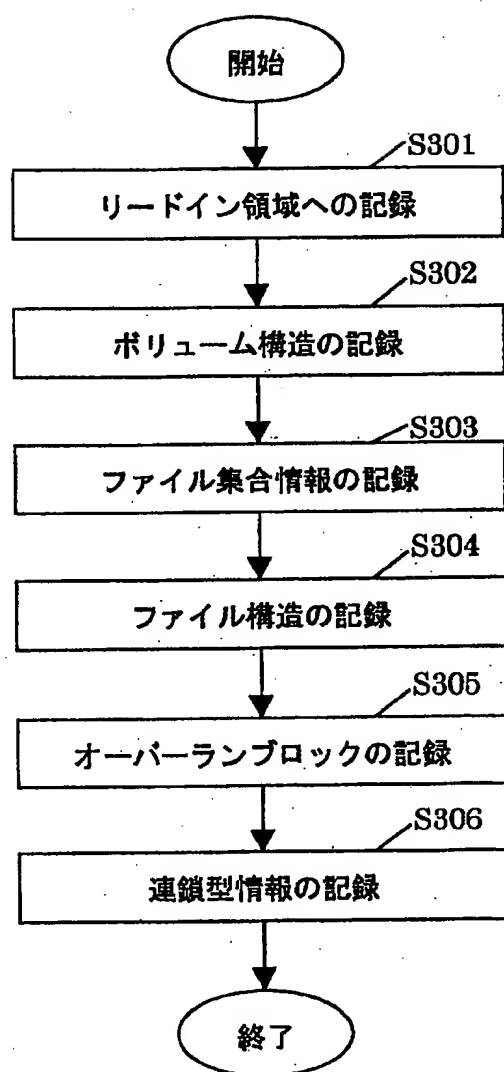 開始
S301
リードイン領域への記録
S302
ボリューム構造の記録
S303
ファイル集合情報の記録
S304
ファイル構造の記録
S305
オーバーランブロックの記録
S306
連鎖型情報の記録
終了